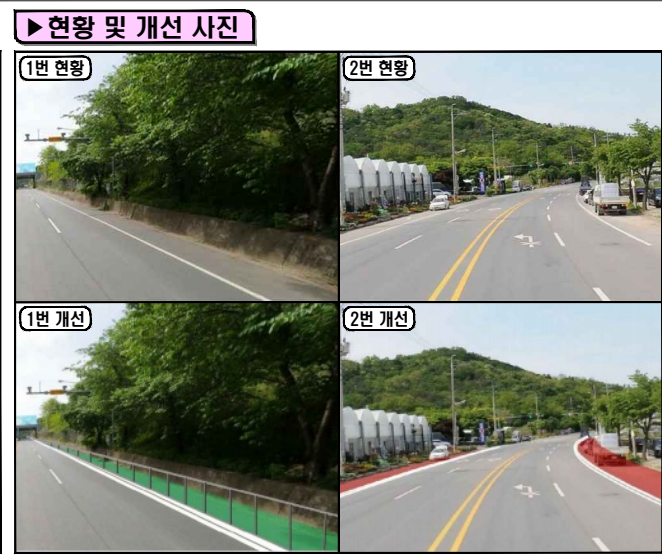 ▶현황 및 개선 사진
1번 현황
2번 현황
1번 개선
2번 개선